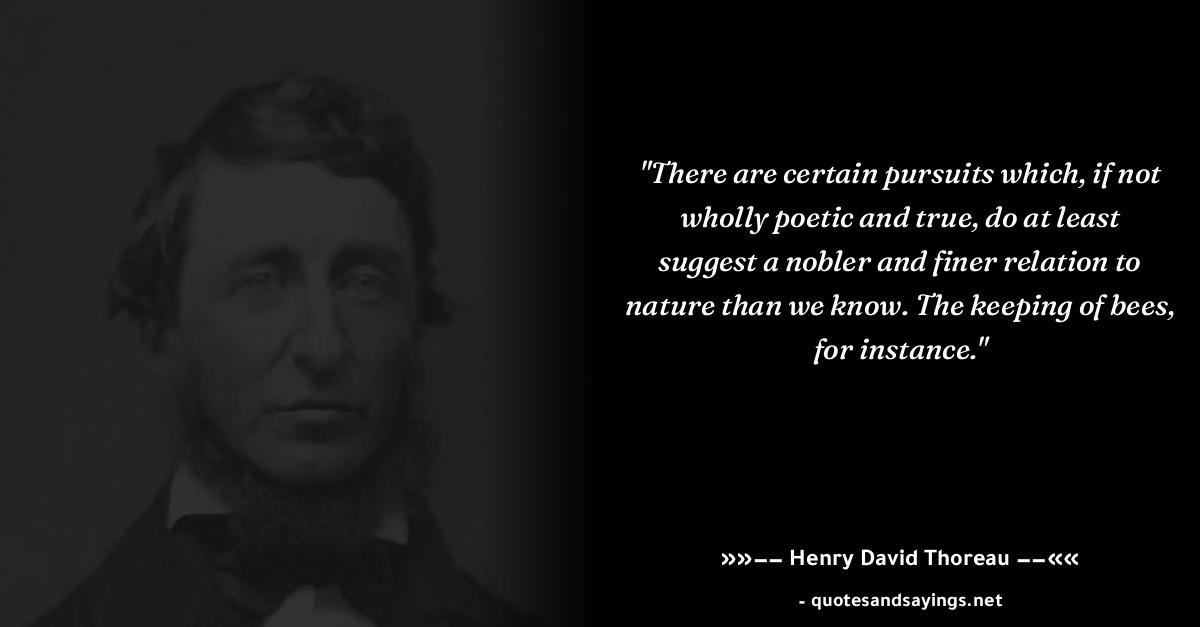 "There are certain pursuits which, if not
wholly poetic and true, do at least
suggest a nobler and finer relation to
nature than we know. The keeping of bees,
for instance."
»»−− Henry David Thoreau −−««
- quotesandsayings.net